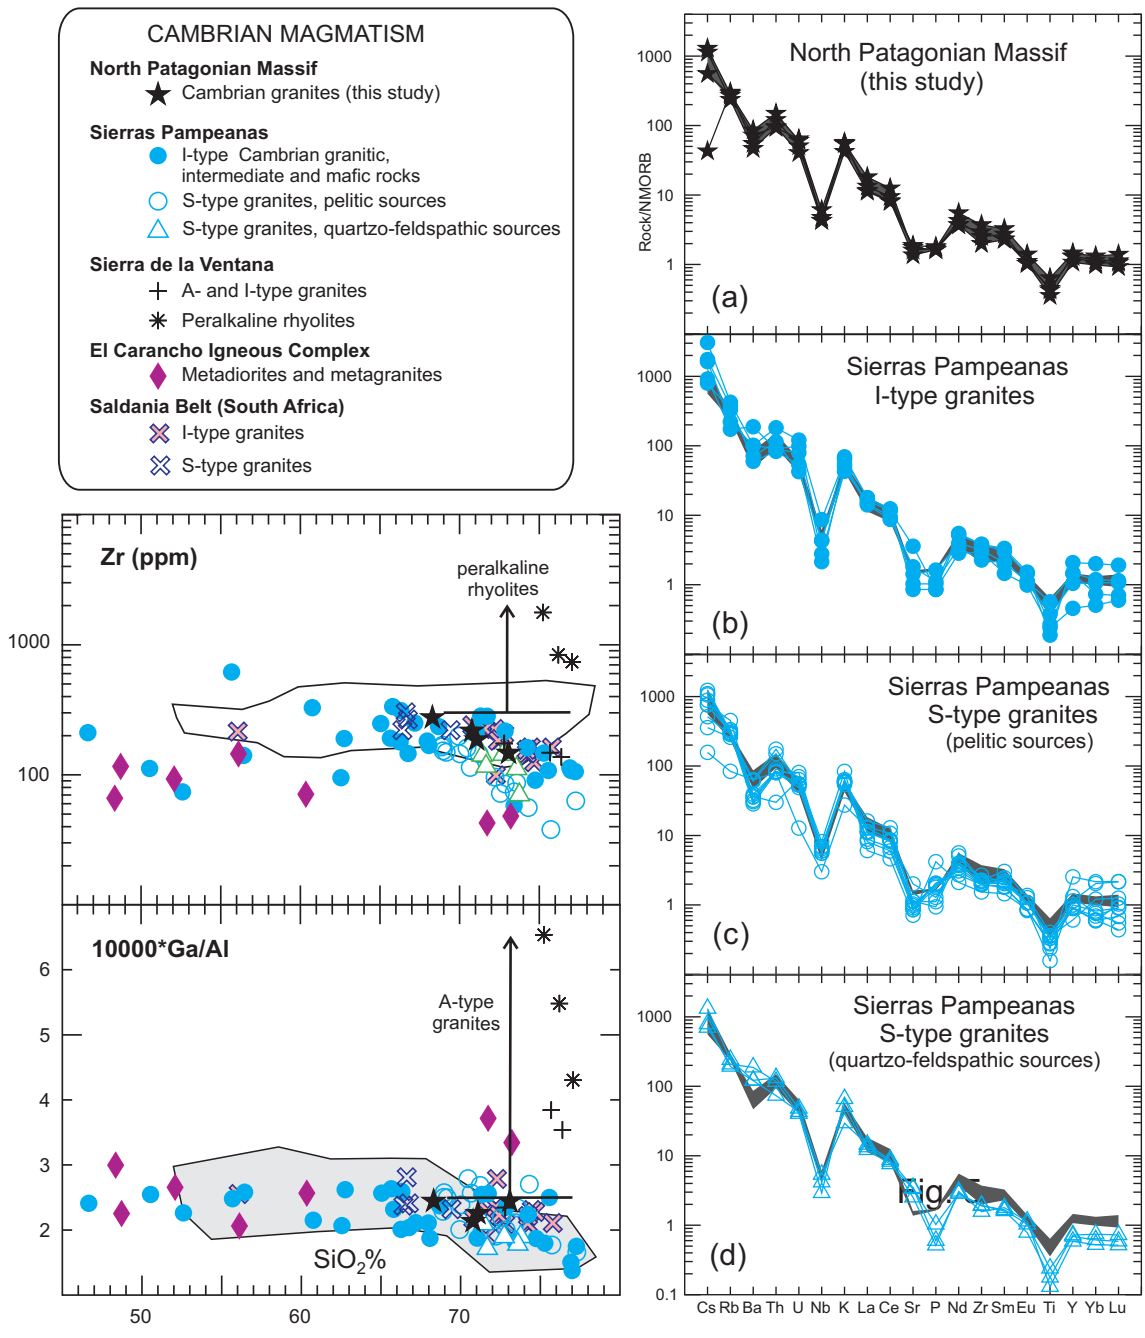 CAMBRIAN MAGMATISM
North Patagonian Massif
Cambrian granites (this study)
Sierras Pampeanas
I-type Cambrian granitic,
intermediate and mafic rocks
S-type granites, pelitic sources
S-type granites, quartzo-feldspathic sources
Sierra de la Ventana
A- and I-type granites
Peralkaline rhyolites
El Carancho Igneous Complex
Metadiorites and metagranites
Saldania Belt (South Africa)
I-type granites
S-type granites
Zr (ppm)
peralkaline
rhyolites
1000
100
10000*Ga/Al
A-type
granites
6
5
4
3
2
SiO2%
50
60
70
North Patagonian Massif
(this study)
Rock/NMORB
1000
100
10
1
(a)
Sierras Pampeanas
I-type granites
1000
100
10
1
(b)
Sierras Pampeanas
S-type granites
(pelitic sources)
1000
100
10
1
(c)
Sierras Pampeanas
S-type granites
(quartzo-feldspathic sources)
1000
100
10
1
0.1
Fig. 5
(d)
Cs Rb Ba Th U Nb K La Ce Sr P Nd Zr Sm Eu Ti Y Yb Lu